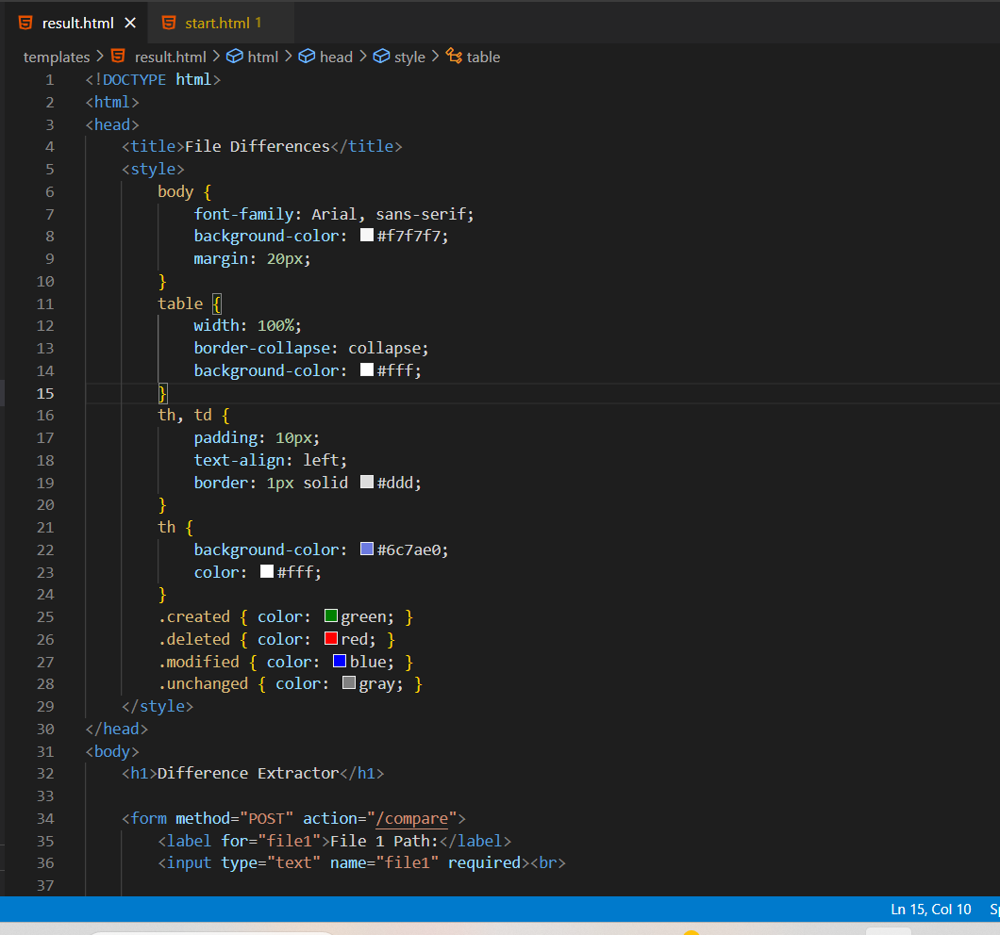 result.html
start.html 1
templates > result.html > html > head > style > table
1 <!DOCTYPE html>
2 <html>
3 <head>
4 <title>File Differences</title>
5 <style>
6 body {
7 font-family: Arial, sans-serif;
8 background-color: #f7f7f7;
9 margin: 20px;
10 }
11 table {
12 width: 100%;
13 border-collapse: collapse;
14 background-color: #fff;
15 }
16 th, td {
17 padding: 10px;
18 text-align: left;
19 border: 1px solid #ddd;
20 }
21 th {
22 background-color: #6c7ae0;
23 color: #fff;
24 }
25 .created { color: green; }
26 .deleted { color: red; }
27 .modified { color: blue; }
28 .unchanged { color: gray; }
29 </style>
30 </head>
31 <body>
32 <h1>Difference Extractor</h1>
33
34 <form method="POST" action="/compare">
35 <label for="file1">File 1 Path:</label>
36 <input type="text" name="file1" required><br>
37
Ln 15, Col 10